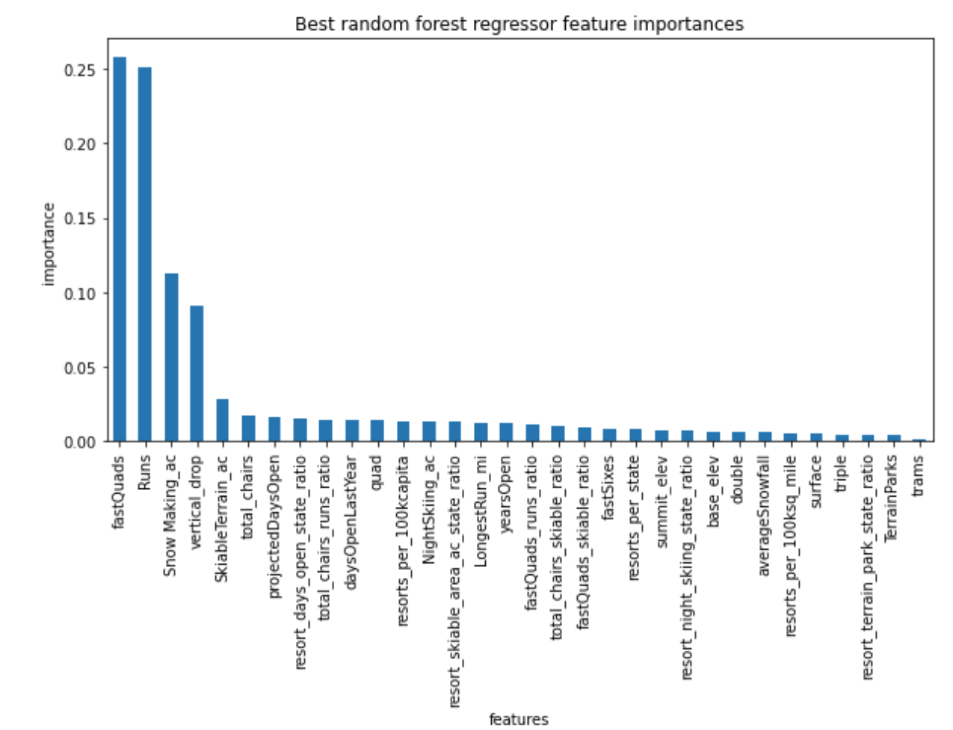 Best random forest regressor feature importances
importance
0.25
0.20
0.15
0.10
0.05
0.00
fastQuads
Runs
Snow Making_ac
vertical_drop
SkiableTerrain_ac
total_chairs
projectedDaysOpen
resort_days_open_state_ratio
total_chairs_runs_ratio
daysOpenLastYear
quad
resorts_per_100kcapita
NightSkiing_ac
resort_skiable_area_ac_state_ratio
LongestRun_mi
yearsOpen
fastQuads_runs_ratio
total_chairs_skiable_ratio
fastQuads_skiable_ratio
fastSixes
resorts_per_state
summit_elev
resort_night_skiing_state_ratio
base_elev
double
averageSnowfall
resorts_per_100ksq_mile
surface
triple
resort_terrain_park_state_ratio
TerrainParks
trams
features